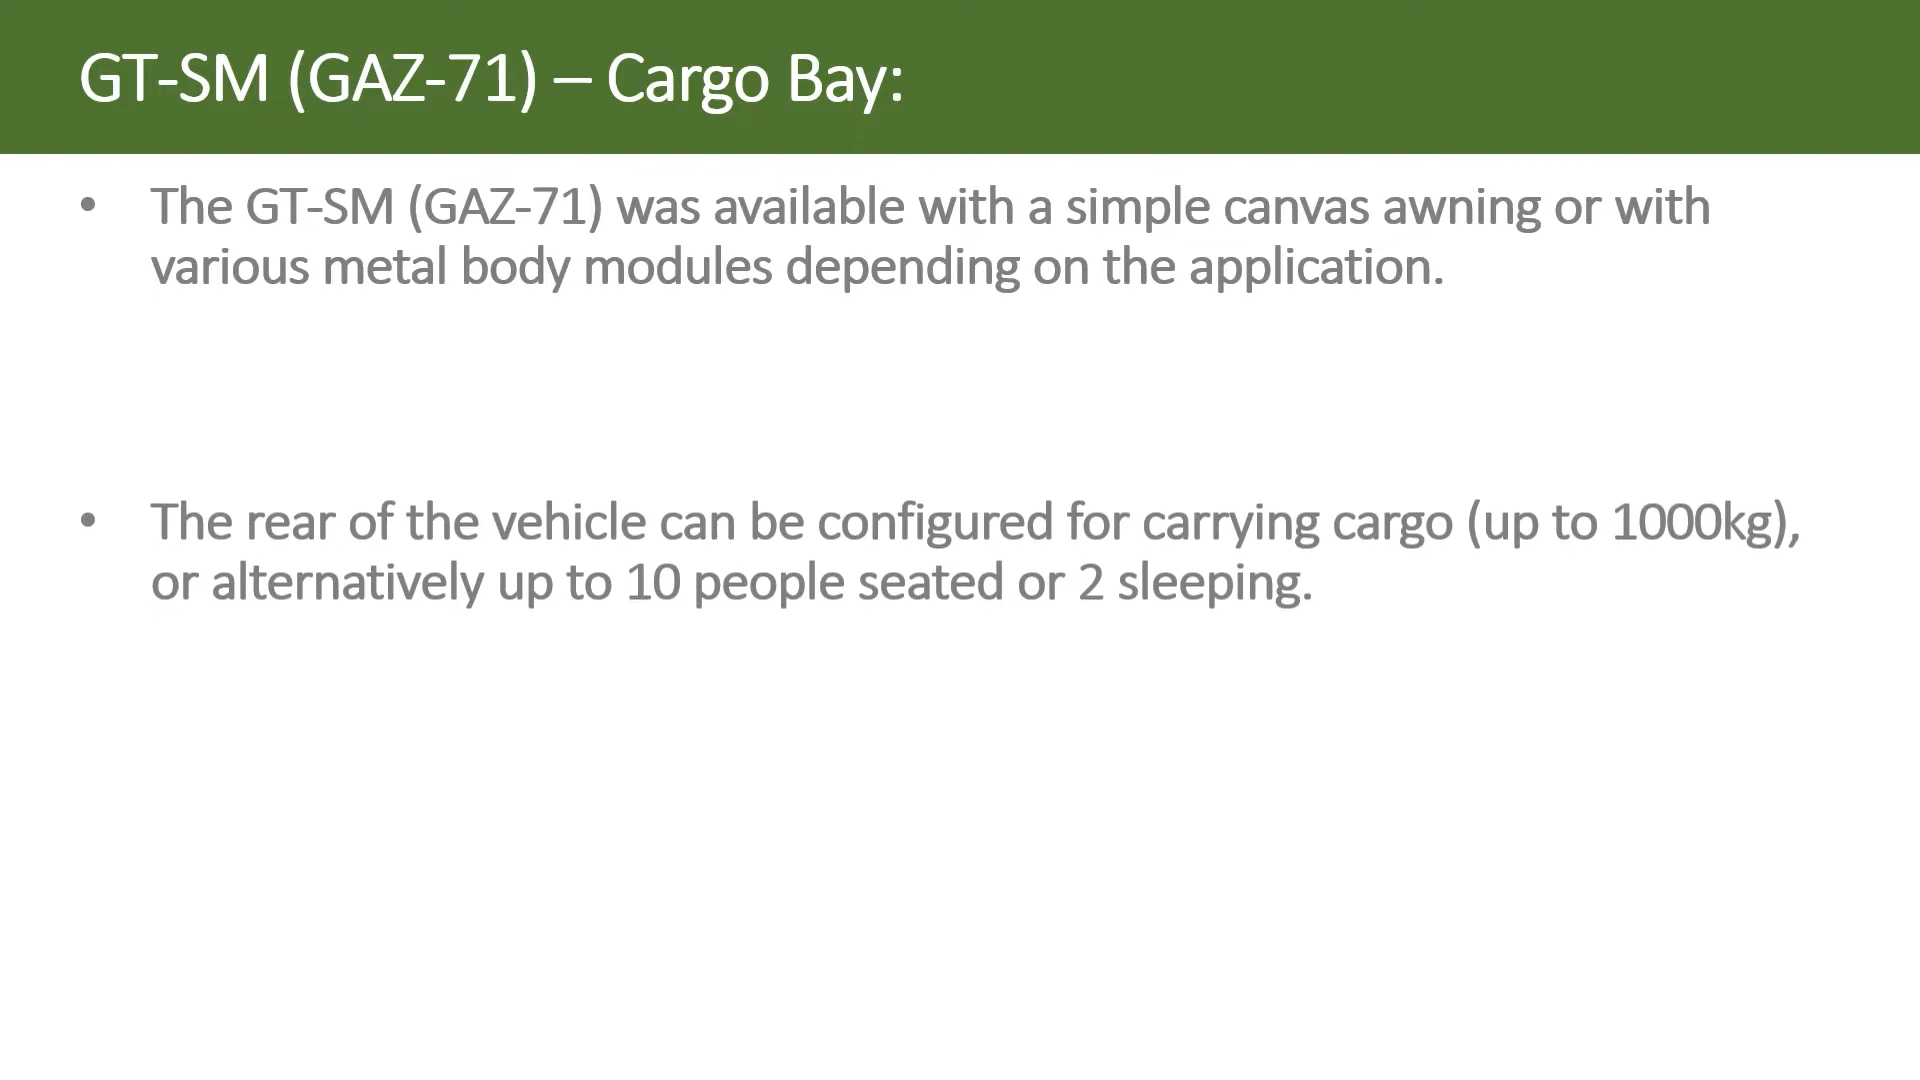 GT-SM (GAZ-71) – Cargo Bay:
• The GT-SM (GAZ-71) was available with a simple canvas awning or with
various metal body modules depending on the application.
• The rear of the vehicle can be configured for carrying cargo (up to 1000kg),
or alternatively up to 10 people seated or 2 sleeping.